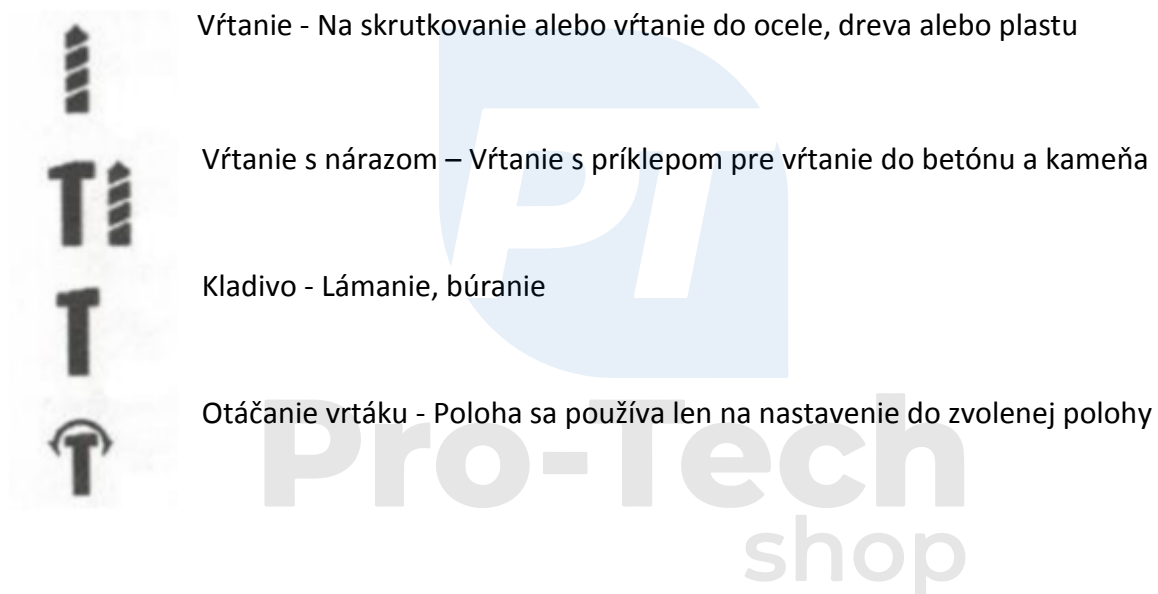 Vŕtanie - Na skrutkovanie alebo vŕtanie do ocele, dreva alebo plastu
Vŕtanie s nárazom – Vŕtanie s príklepom pre vŕtanie do betónu a kameňa
Kladivo - Lámanie, búranie
Otáčanie vrtáku - Poloha sa používa len na nastavenie do zvolenej polohy
PT
Pro-Tech
shop